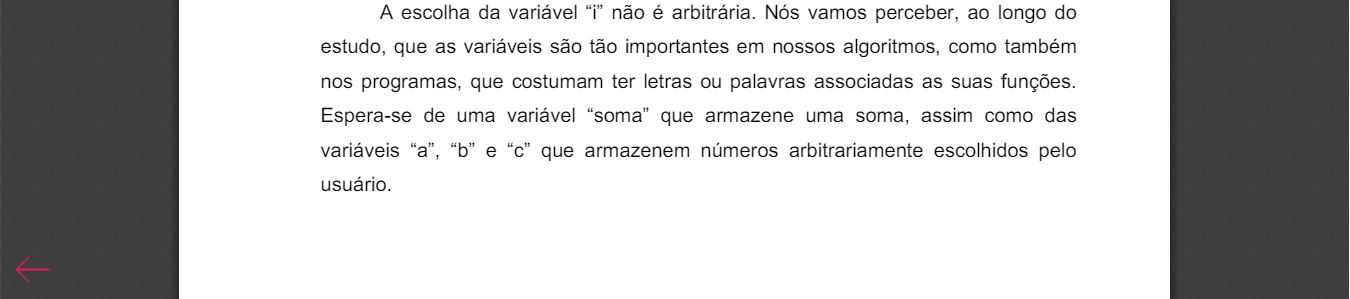 A escolha da variável “i” não é arbitrária. Nós vamos perceber, ao longo do
estudo, que as variáveis são tão importantes em nossos algoritmos, como também
nos programas, que costumam ter letras ou palavras associadas as suas funções.
Espera-se de uma variável “soma” que armazene uma soma, assim como das
variáveis “a”, “b” e “c” que armazenem números arbitrariamente escolhidos pelo
usuário.